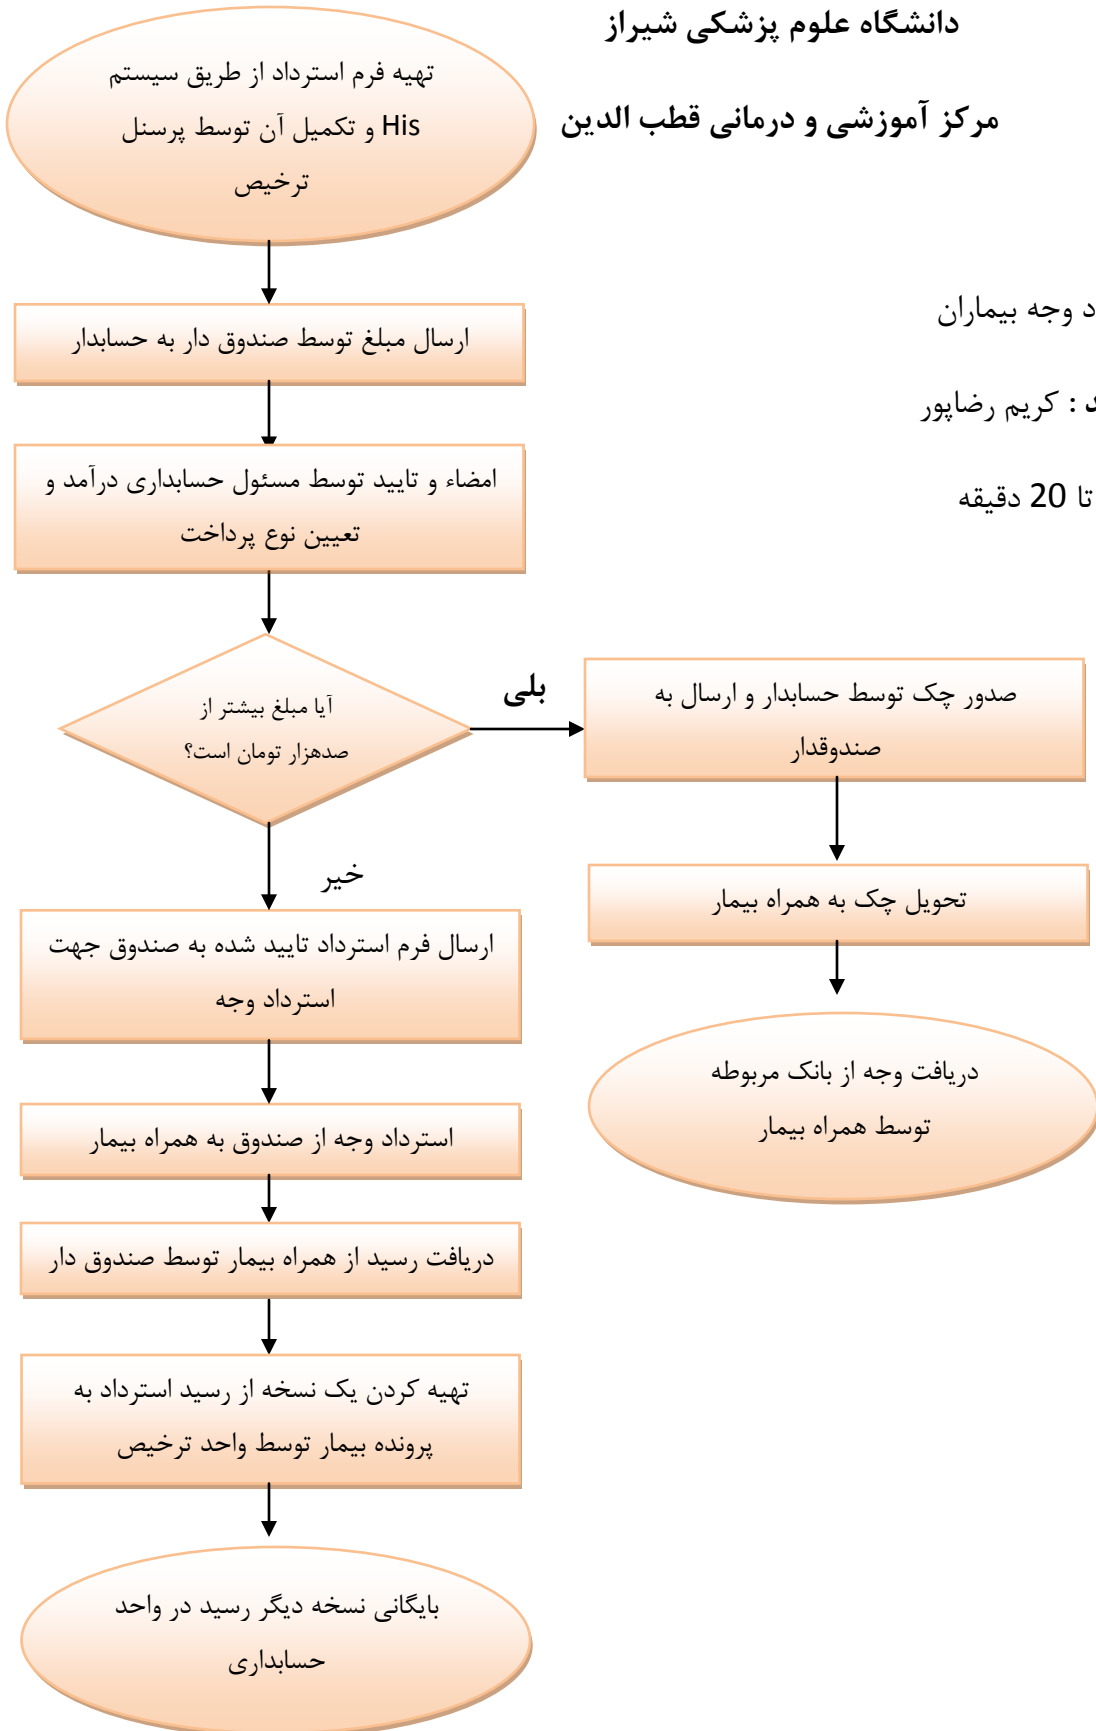 دانشگاه علوم پزشکی شیراز
مرکز آموزشی و درمانی قطب الدین
د وجه بیماران
د : کریم رضاپور
تا 20 دقیقه
تهیه فرم استرداد از طریق سیستم
His و تکمیل آن توسط پرسنل
ترخیص
ارسال مبلغ توسط صندوق دار به حسابدار
امضاء و تایید توسط مسئول حسابداری درآمد و
تعیین نوع پرداخت
آیا مبلغ بیشتر از
صدهزار تومان است؟
بلی
صدور چک توسط حسابدار و ارسال به
صندوقدار
تحویل چک به همراه بیمار
دریافت وجه از بانک مربوطه
توسط همراه بیمار
خیر
ارسال فرم استرداد تایید شده به صندوق جهت
استرداد وجه
استرداد وجه از صندوق به همراه بیمار
دریافت رسید از همراه بیمار توسط صندوق دار
تهیه کردن یک نسخه از رسید استرداد به
پرونده بیمار توسط واحد ترخیص
بایگانی نسخه دیگر رسید در واحد
حسابداری